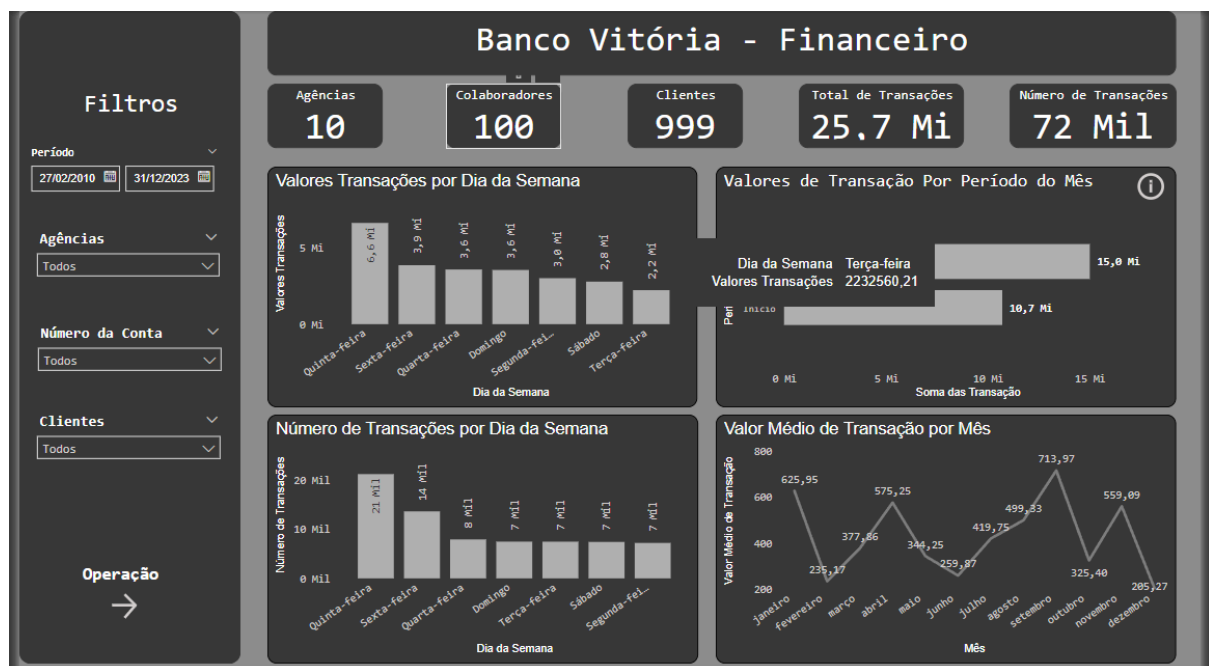 Banco Vitória - Financeiro
Filtros
Período
27/02/2010
31/12/2023
Agências
Todos
Número da Conta
Todos
Clientes
Todos
Operação
Agências
10
Colaboradores
100
Clientes
999
Total de Transações
25,7 Mi
Número de Transações
72 Mil
Valores Transações por Dia da Semana
Valores Transações
5 Mi
0 Mi
6,6 Mi
3,9 Mi
3,6 Mi
3,6 Mi
3,0 Mi
2,8 Mi
2,2 Mi
Quinta-feira
Sexta-feira
Quarta-feira
Domingo
Segunda-fei…
Sábado
Terça-feira
Dia da Semana
Valores de Transação Por Período do Mês
Dia da Semana Terça-feira
Valores Transações 2232560,21
15,0 Mi
Início
10,7 Mi
0 Mi
5 Mi
10 Mi
15 Mi
Soma das Transação
Número de Transações por Dia da Semana
Número de Transações
20 Mil
10 Mil
0 Mil
21 Mil
14 Mil
8 Mil
7 Mil
7 Mil
7 Mil
7 Mil
Quinta-feira
Sexta-feira
Quarta-feira
Domingo
Terça-feira
Sábado
Segunda-fei…
Dia da Semana
Valor Médio de Transação por Mês
Valor Médio de Transação
800
600
400
200
625,95
235,17
377,86
575,25
344,25
259,87
419,75
499,33
713,97
325,40
559,09
205,27
janeiro
fevereiro
março
abril
maio
junho
julho
agosto
setembro
outubro
novembro
dezembro
Mês